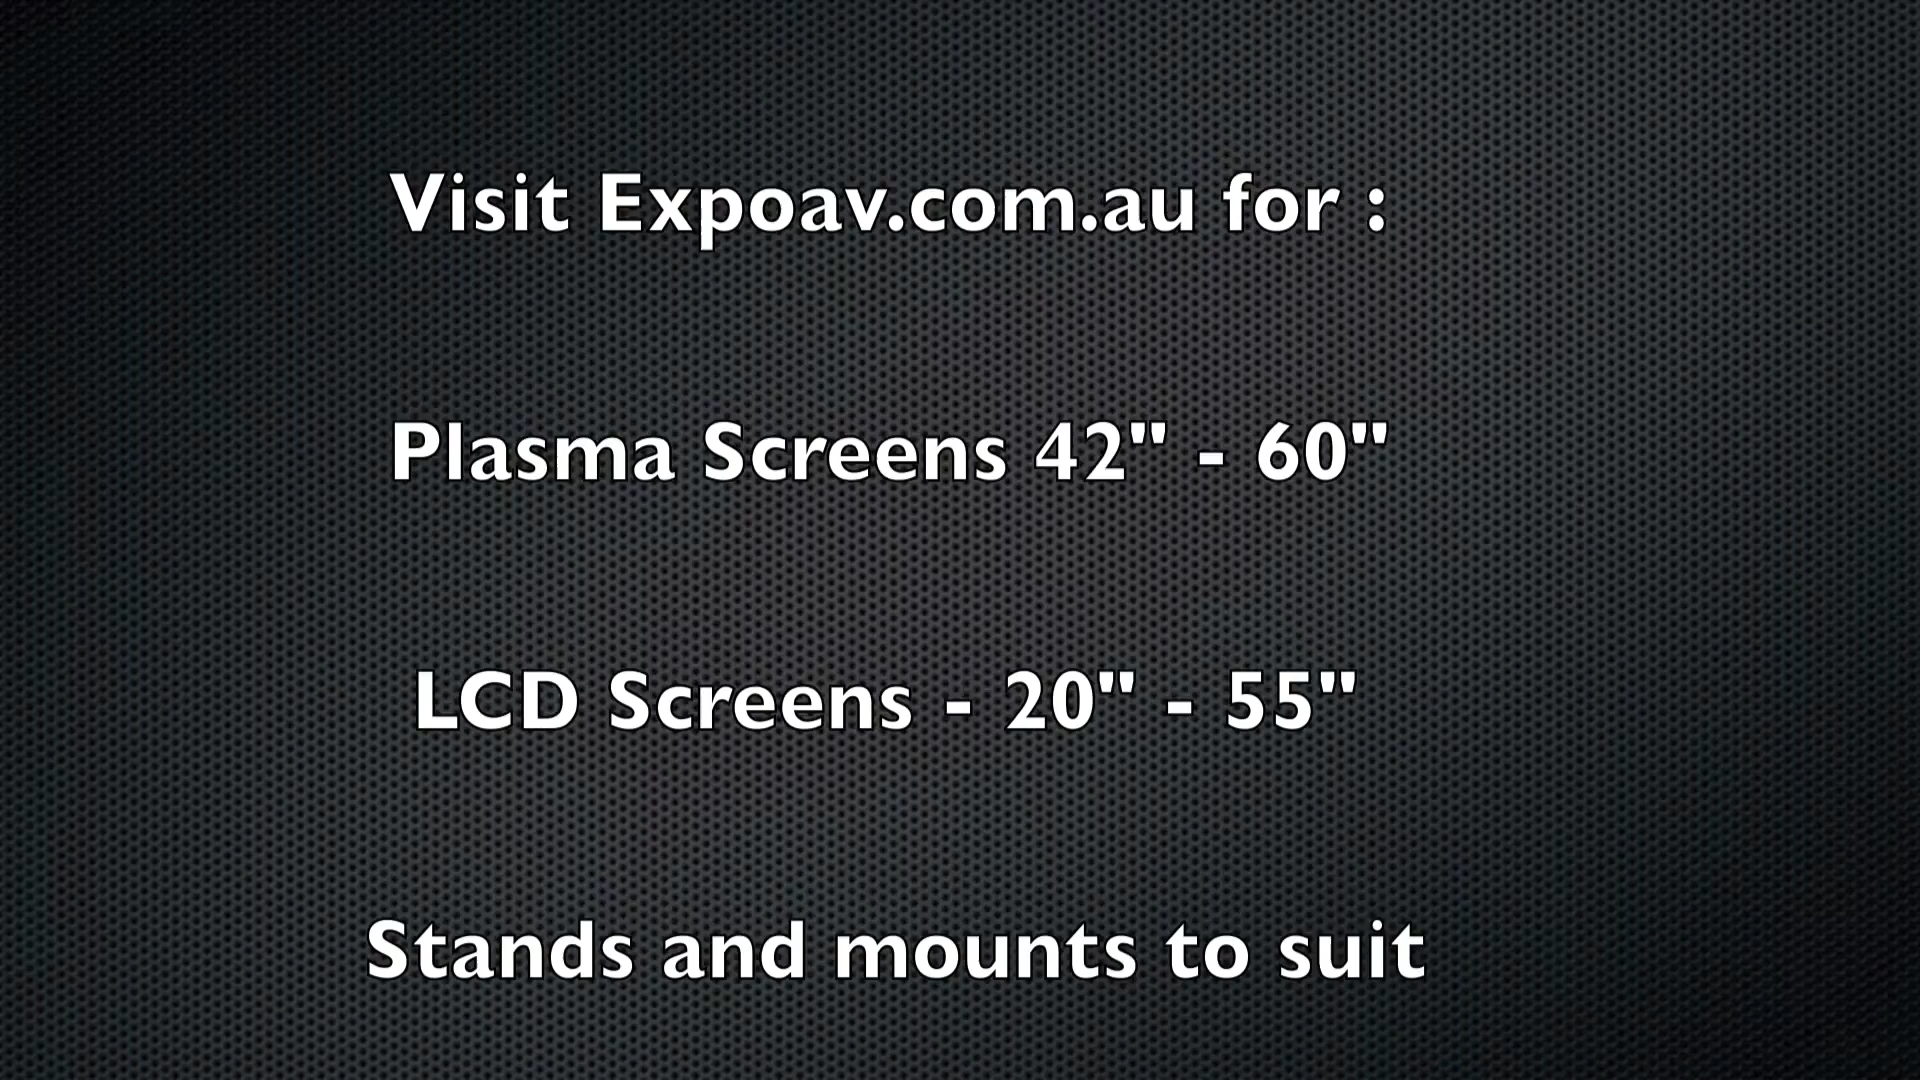 Visit Expoav.com.au for :
Plasma Screens 42" - 60"
LCD Screens - 20" - 55"
Stands and mounts to suit